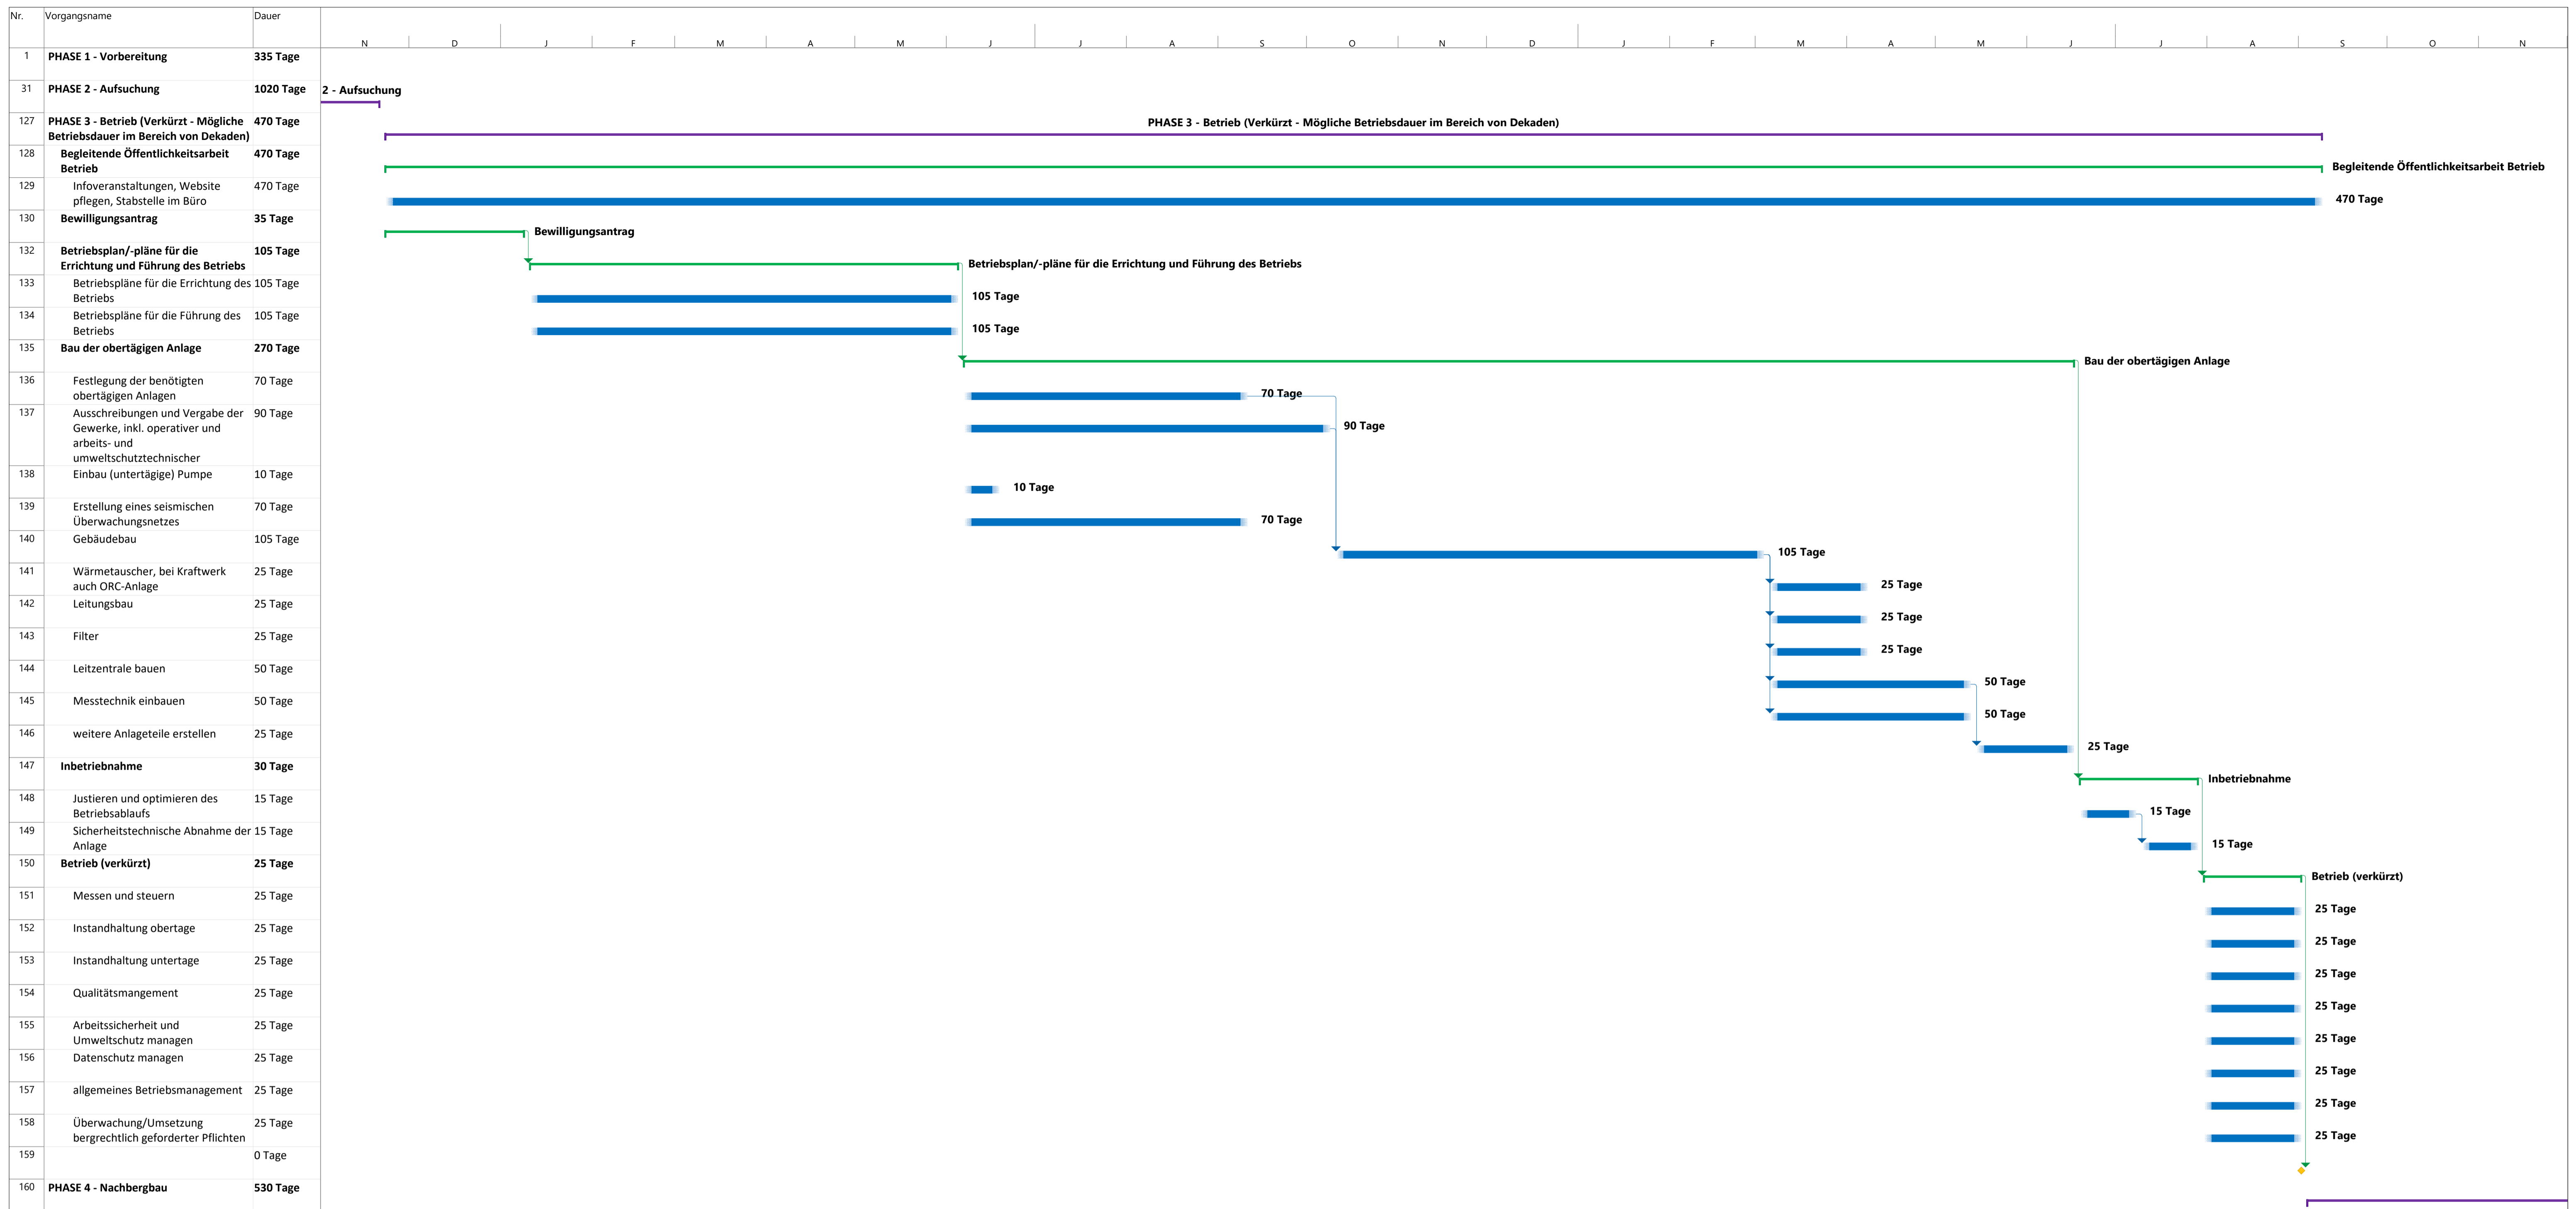 Nr. Vorgangsname Dauer
N D J F M A M J J A S O N D J F M A M J J A S O N
1 PHASE 1 - Vorbereitung 335 Tage
31 PHASE 2 - Aufsuchung 1020 Tage 2 - Aufsuchung
127 PHASE 3 - Betrieb (Verkürzt - Mögliche 470 Tage PHASE 3 - Betrieb (Verkürzt - Mögliche Betriebsdauer im Bereich von Dekaden)
Betriebsdauer im Bereich von Dekaden)
128 Begleitende Öffentlichkeitsarbeit 470 Tage Begleitende Öffentlichkeitsarbeit Betrieb
Betrieb
129 Infoveranstaltungen, Website 470 Tage 470 Tage
pflegen, Stabstelle im Büro
130 Bewilligungsantrag 35 Tage Bewilligungsantrag
132 Betriebsplan/-pläne für die 105 Tage Betriebsplan/-pläne für die Errichtung und Führung des Betriebs
Errichtung und Führung des Betriebs
133 Betriebspläne für die Errichtung des 105 Tage 105 Tage
Betriebs
134 Betriebspläne für die Führung des 105 Tage 105 Tage
Betriebs
135 Bau der obertägigen Anlage 270 Tage Bau der obertägigen Anlage
136 Festlegung der benötigten 70 Tage 70 Tage
obertägigen Anlagen
137 Ausschreibungen und Vergabe der 90 Tage 90 Tage
Gewerke, inkl. operativer und
arbeits- und
umweltschutztechnischer
138 Einbau (untertägige) Pumpe 10 Tage 10 Tage
139 Erstellung eines seismischen 70 Tage 70 Tage
Überwachungsnetzes
140 Gebäudebau 105 Tage 105 Tage
141 Wärmetauscher, bei Kraftwerk 25 Tage 25 Tage
auch ORC-Anlage
142 Leitungsbau 25 Tage 25 Tage
143 Filter 25 Tage 25 Tage
144 Leitzentrale bauen 50 Tage 50 Tage
145 Messtechnik einbauen 50 Tage 50 Tage
146 weitere Anlageteile erstellen 25 Tage 25 Tage
147 Inbetriebnahme 30 Tage Inbetriebnahme
148 Justieren und optimieren des 15 Tage 15 Tage
Betriebsablaufs
149 Sicherheitstechnische Abnahme der 15 Tage 15 Tage
Anlage
150 Betrieb (verkürzt) 25 Tage Betrieb (verkürzt)
151 Messen und steuern 25 Tage 25 Tage
152 Instandhaltung obertage 25 Tage 25 Tage
153 Instandhaltung untertage 25 Tage 25 Tage
154 Qualitätsmangement 25 Tage 25 Tage
155 Arbeitssicherheit und 25 Tage 25 Tage
Umweltschutz managen
156 Datenschutz managen 25 Tage 25 Tage
157 allgemeines Betriebsmanagement 25 Tage 25 Tage
158 Überwachung/Umsetzung 25 Tage 25 Tage
bergrechtlich geforderter Pflichten
159 0 Tage
160 PHASE 4 - Nachbergbau 530 Tage